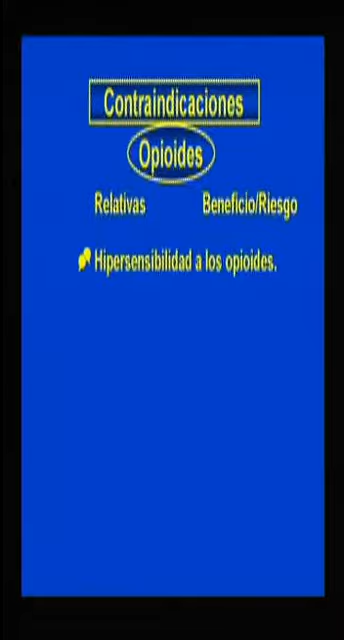 Contraindicaciones
Opioides
Relativas Beneficio/Riesgo
Hipersensibilidad a los opioides.